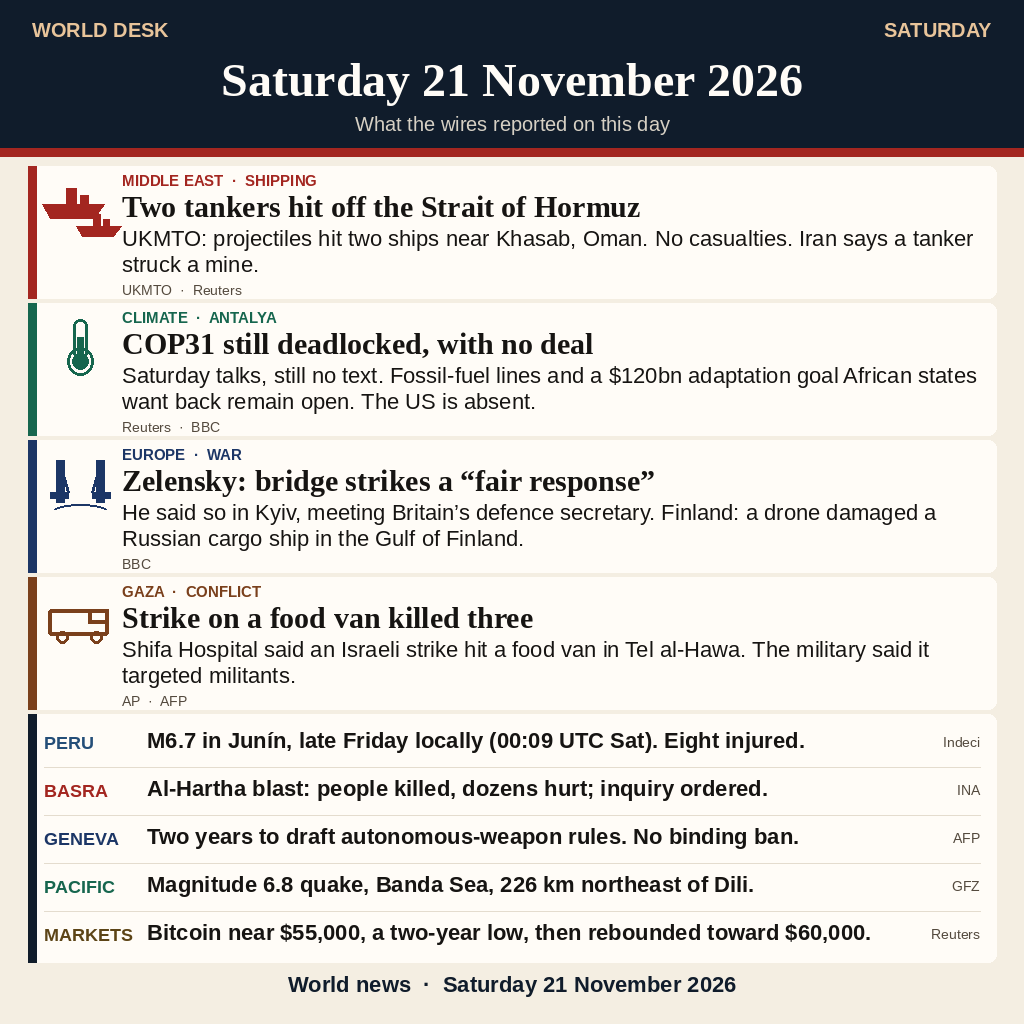 WORLD DESK
SATURDAY
Saturday 21 November 2026
What the wires reported on this day
MIDDLE EAST · SHIPPING
Two tankers hit off the Strait of Hormuz
UKMTO: projectiles hit two ships near Khasab, Oman. No casualties. Iran says a tanker
struck a mine.
UKMTO · Reuters
CLIMATE · ANTALYA
COP31 still deadlocked, with no deal
Saturday talks, still no text. Fossil-fuel lines and a $120bn adaptation goal African states
want back remain open. The US is absent.
Reuters · BBC
EUROPE · WAR
Zelensky: bridge strikes a “fair response”
He said so in Kyiv, meeting Britain’s defence secretary. Finland: a drone damaged a
Russian cargo ship in the Gulf of Finland.
BBC
GAZA · CONFLICT
Strike on a food van killed three
Shifa Hospital said an Israeli strike hit a food van in Tel al-Hawa. The military said it
targeted militants.
AP · AFP
PERU M6.7 in Junín, late Friday locally (00:09 UTC Sat). Eight injured. Indeci
BASRA Al-Hartha blast: people killed, dozens hurt; inquiry ordered. INA
GENEVA Two years to draft autonomous-weapon rules. No binding ban. AFP
PACIFIC Magnitude 6.8 quake, Banda Sea, 226 km northeast of Dili. GFZ
MARKETS Bitcoin near $55,000, a two-year low, then rebounded toward $60,000. Reuters
World news · Saturday 21 November 2026